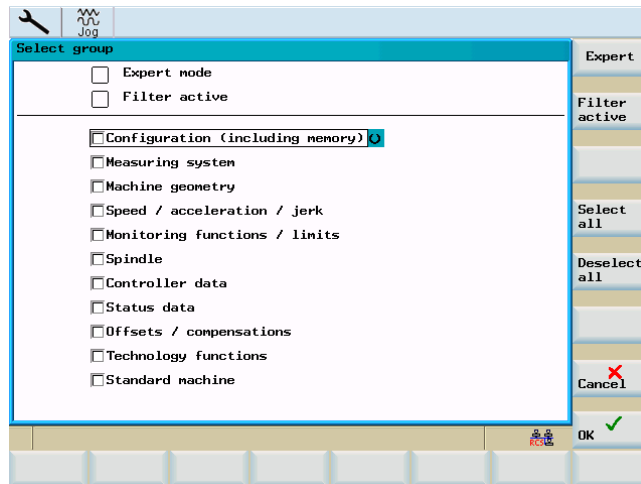 Jog
Select group
Expert mode
Filter active
Configuration (including memory)
Measuring system
Machine geometry
Speed / acceleration / jerk
Monitoring functions / limits
Spindle
Controller data
Status data
Offsets / compensations
Technology functions
Standard machine
Expert
Filter
active
Select
all
Deselect
all
Cancel
OK
RCS